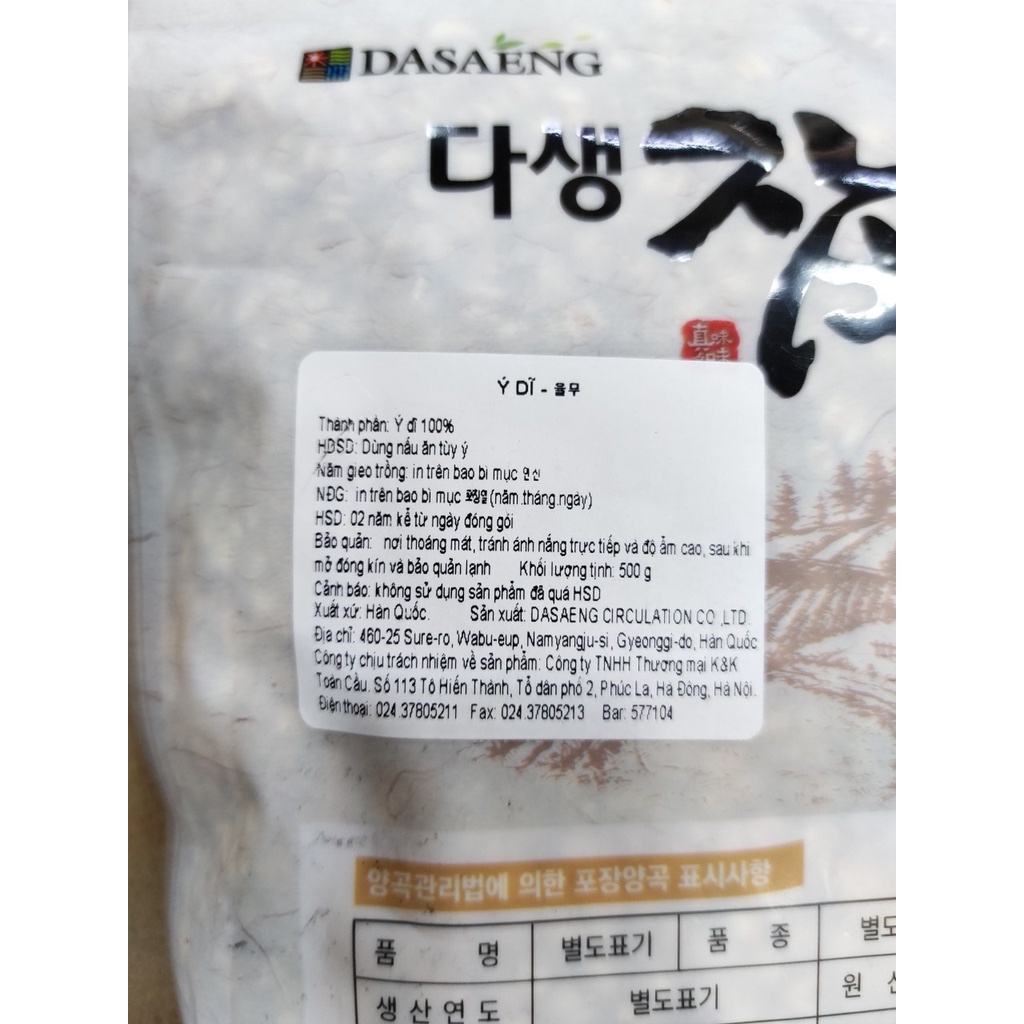 DASAENG
다생
真味
Ý DĨ - 율무
Thành phần: Ý dĩ 100%
HDSD: Dùng nấu ăn tùy ý
Năm gieo trồng: in trên bao bì mục 연산
NĐG: in trên bao bì mục 포장일 (năm.tháng.ngày)
HSD: 02 năm kể từ ngày đóng gói
Bảo quản: nơi thoáng mát, tránh ánh nắng trực tiếp và độ ẩm cao, sau khi
mở đóng kín và bảo quản lạnh Khối lượng tịnh: 500 g
Cảnh báo: không sử dụng sản phẩm đã quá HSD
Xuất xứ: Hàn Quốc. Sản xuất: DASAENG CIRCULATION CO.,LTD.
Địa chỉ: 460-25 Sure-ro, Wabu-eup, Namyangju-si, Gyeonggi-do, Hàn Quốc
Công ty chịu trách nhiệm về sản phẩm: Công ty TNHH Thương mại K&K
Toàn Cầu. Số 113 Tô Hiến Thành, Tổ dân phố 2, Phúc La, Hà Đông, Hà Nội.
Điện thoại: 024.37805211 Fax: 024.37805213 Bar: 577104
양곡관리법에 의한 포장양곡 표시사항
품 명 별도표기 품 종 별도
생산연도 별도표기 원